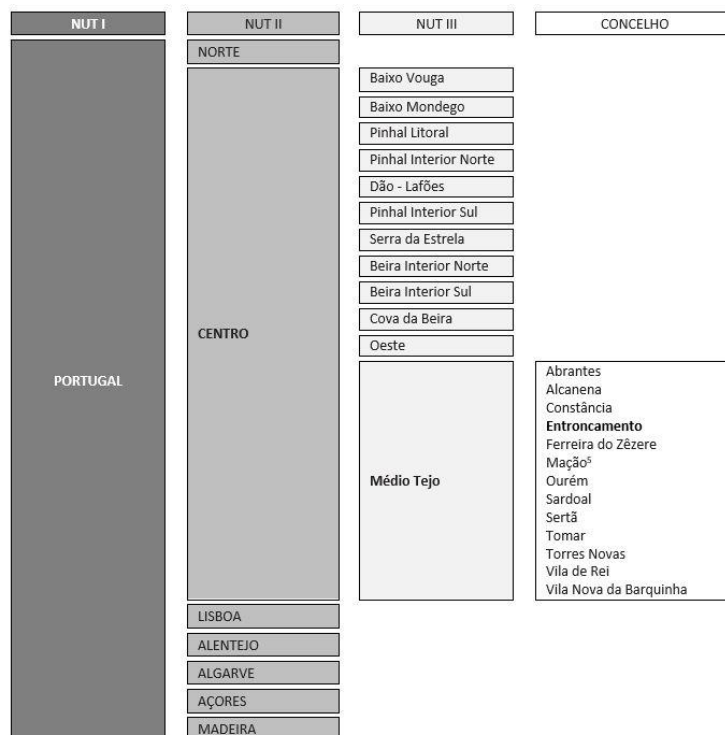 NUT I
NUT II
NUT III
CONCELHO
PORTUGAL
NORTE
CENTRO
LISBOA
ALENTEJO
ALGARVE
AÇORES
MADEIRA
Baixo Vouga
Baixo Mondego
Pinhal Litoral
Pinhal Interior Norte
Dão - Lafões
Pinhal Interior Sul
Serra da Estrela
Beira Interior Norte
Beira Interior Sul
Cova da Beira
Oeste
Médio Tejo
Abrantes
Alcanena
Constância
Entroncamento
Ferreira do Zêzere
Mação⁵
Ourém
Sardoal
Sertã
Tomar
Torres Novas
Vila de Rei
Vila Nova da Barquinha